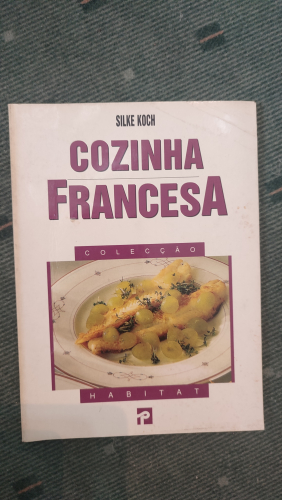 SILKE KOCH
COZINHA
FRANCESA
COLECÇÃO
HABITAT